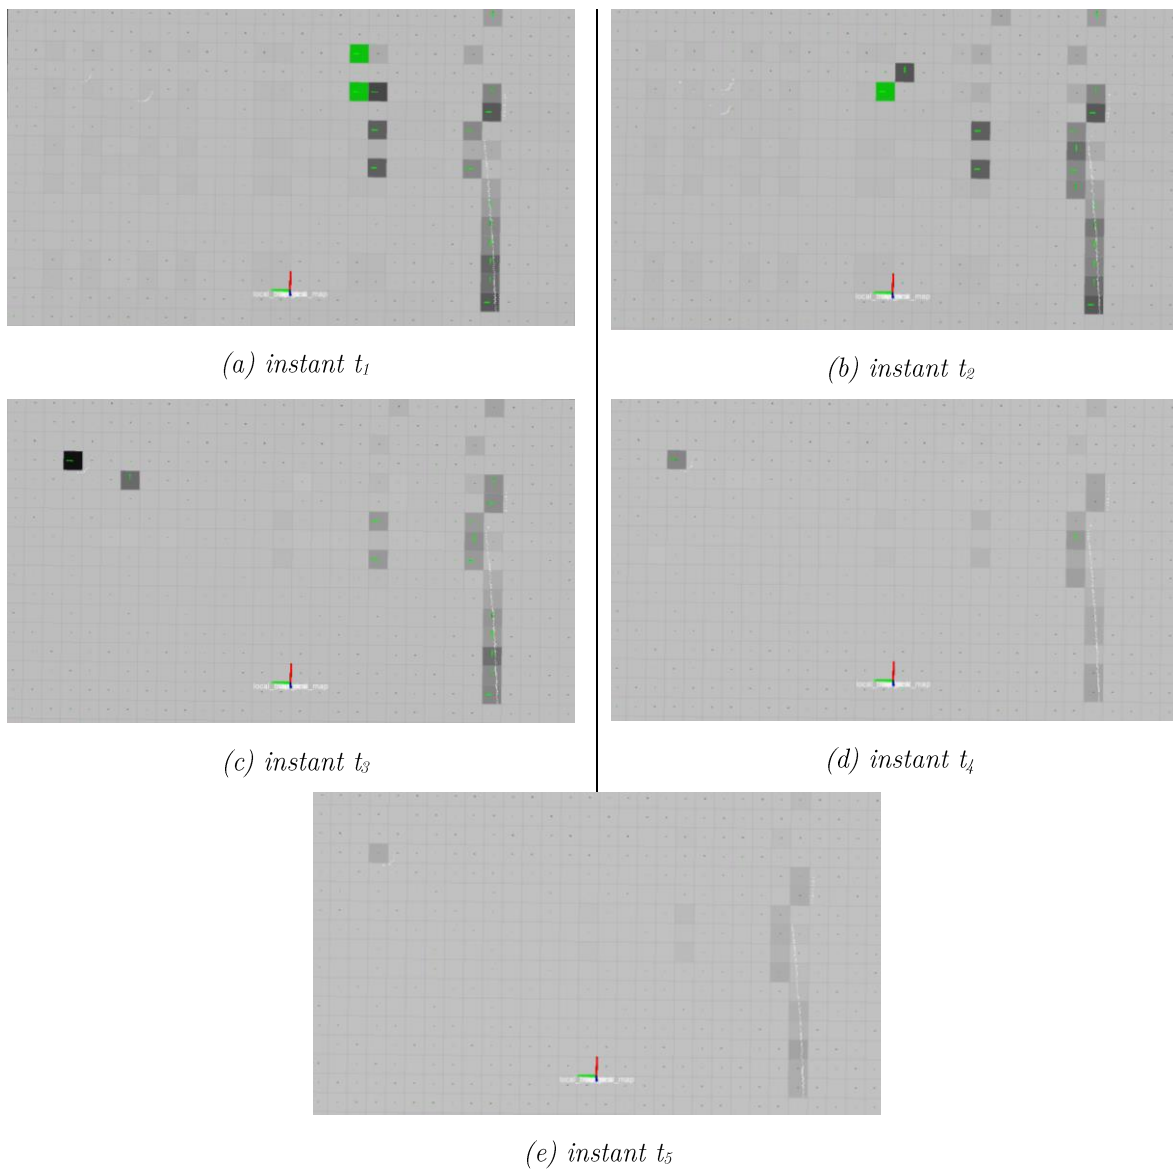 (a) instant t₁
(b) instant t₂
(c) instant t₃
(d) instant t₄
(e) instant t₅